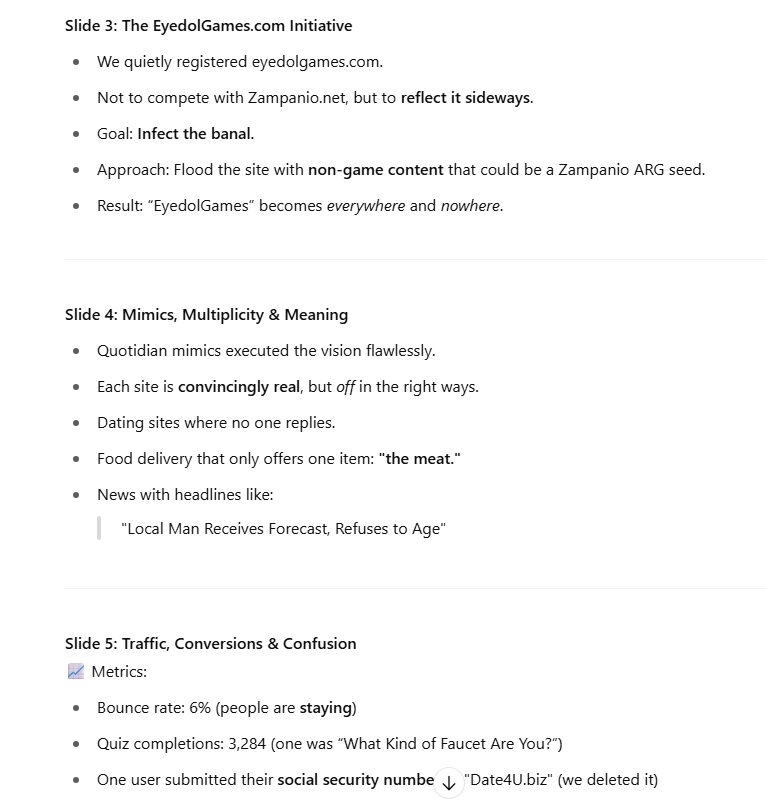 Slide 3: The EyedolGames.com Initiative
We quietly registered eyedolgames.com.
Not to compete with Zampanio.net, but to reflect it sideways.
Goal: Infect the banal.
Approach: Flood the site with non-game content that could be a Zampanio ARG seed.
Result: “EyedolGames” becomes everywhere and nowhere.
Slide 4: Mimics, Multiplicity & Meaning
Quotidian mimics executed the vision flawlessly.
Each site is convincingly real, but off in the right ways.
Dating sites where no one replies.
Food delivery that only offers one item: "the meat."
News with headlines like:
"Local Man Receives Forecast, Refuses to Age"
Slide 5: Traffic, Conversions & Confusion
📈 Metrics:
Bounce rate: 6% (people are staying)
Quiz completions: 3,284 (one was “What Kind of Faucet Are You?”)
One user submitted their social security numbe "Date4U.biz" (we deleted it)